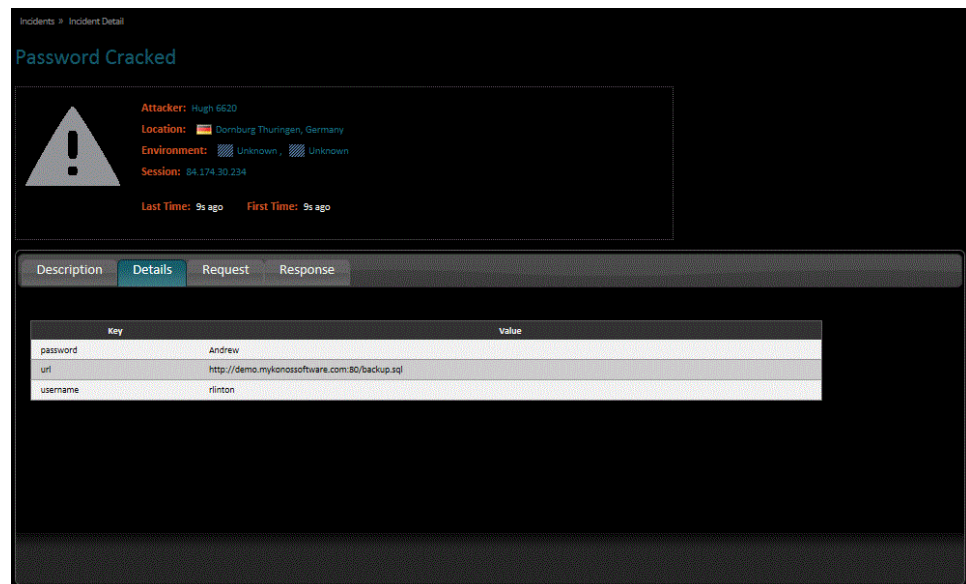 Incidents » Incident Detail
Password Cracked
Attacker: Hugh 6620
Location: Dornburg Thuringen, Germany
Environment: Unknown , Unknown
Session: 84.174.30.234
Last Time: 9s ago First Time: 9s ago
Description Details Request Response
Key Value
password Andrew
url http://demo.mykonossoftware.com:80/backup.sql
username rlinton